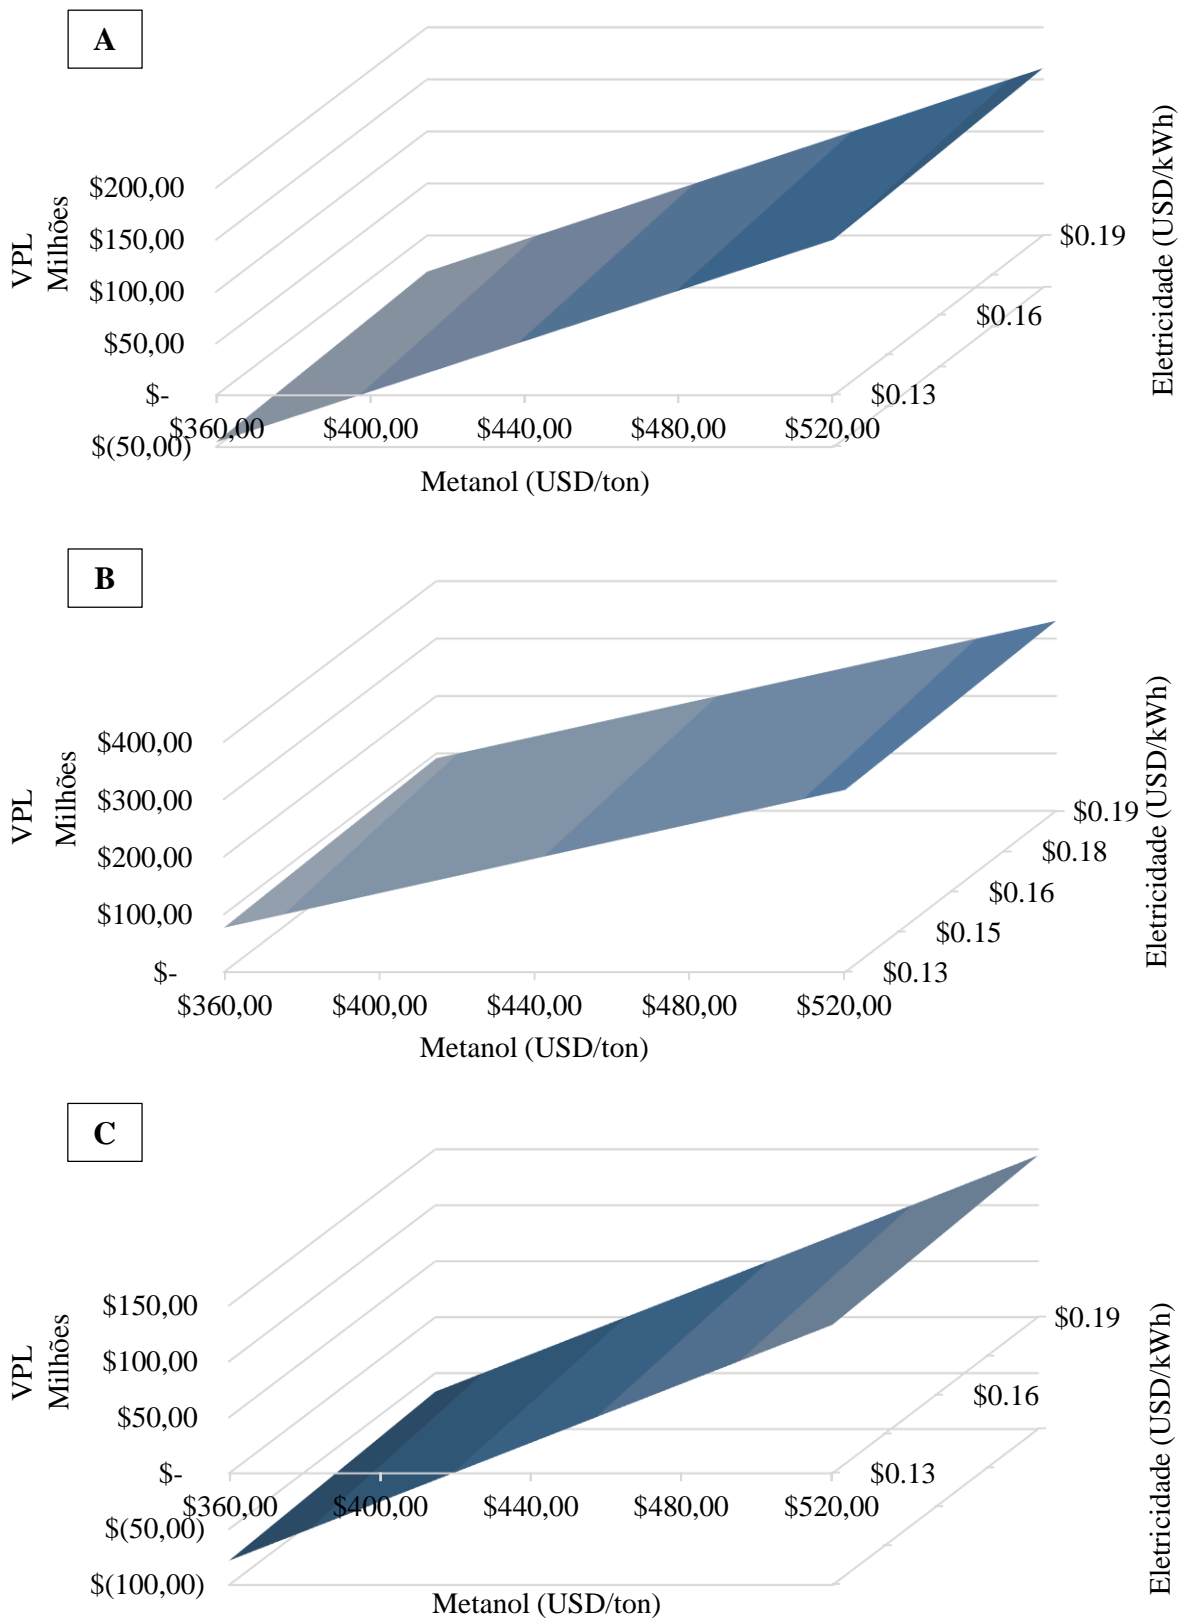 A
$200,00
$150,00
$100,00
$50,00
$-
$(50,00)
VPL
Milhões
$360,00 $400,00 $440,00 $480,00 $520,00
Metanol (USD/ton)
$0.13
$0.16
$0.19
Eletricidade (USD/kWh)
B
$400,00
$300,00
$200,00
$100,00
$-
VPL
Milhões
$360,00 $400,00 $440,00 $480,00 $520,00
Metanol (USD/ton)
$0.13
$0.15
$0.16
$0.18
$0.19
Eletricidade (USD/kWh)
C
$150,00
$100,00
$50,00
$-
$(50,00)
$(100,00)
VPL
Milhões
$360,00 $400,00 $440,00 $480,00 $520,00
Metanol (USD/ton)
$0.13
$0.16
$0.19
Eletricidade (USD/kWh)